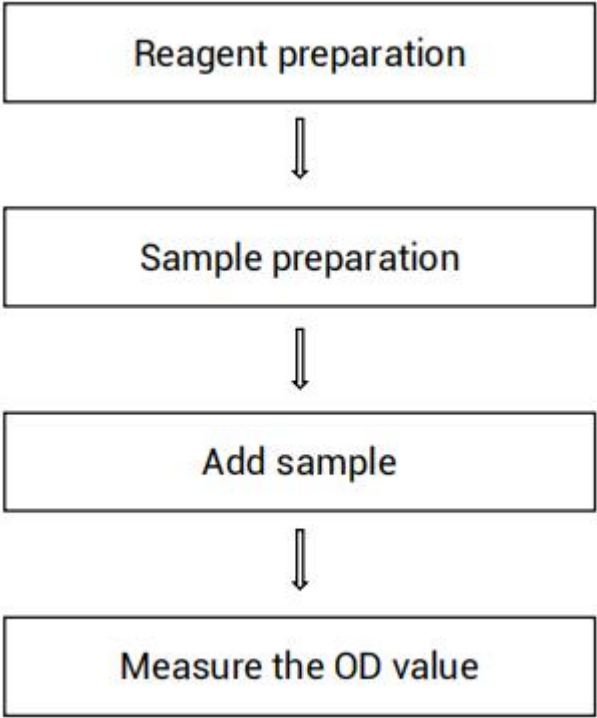 Reagent preparation
Sample preparation
Add sample
Measure the OD value